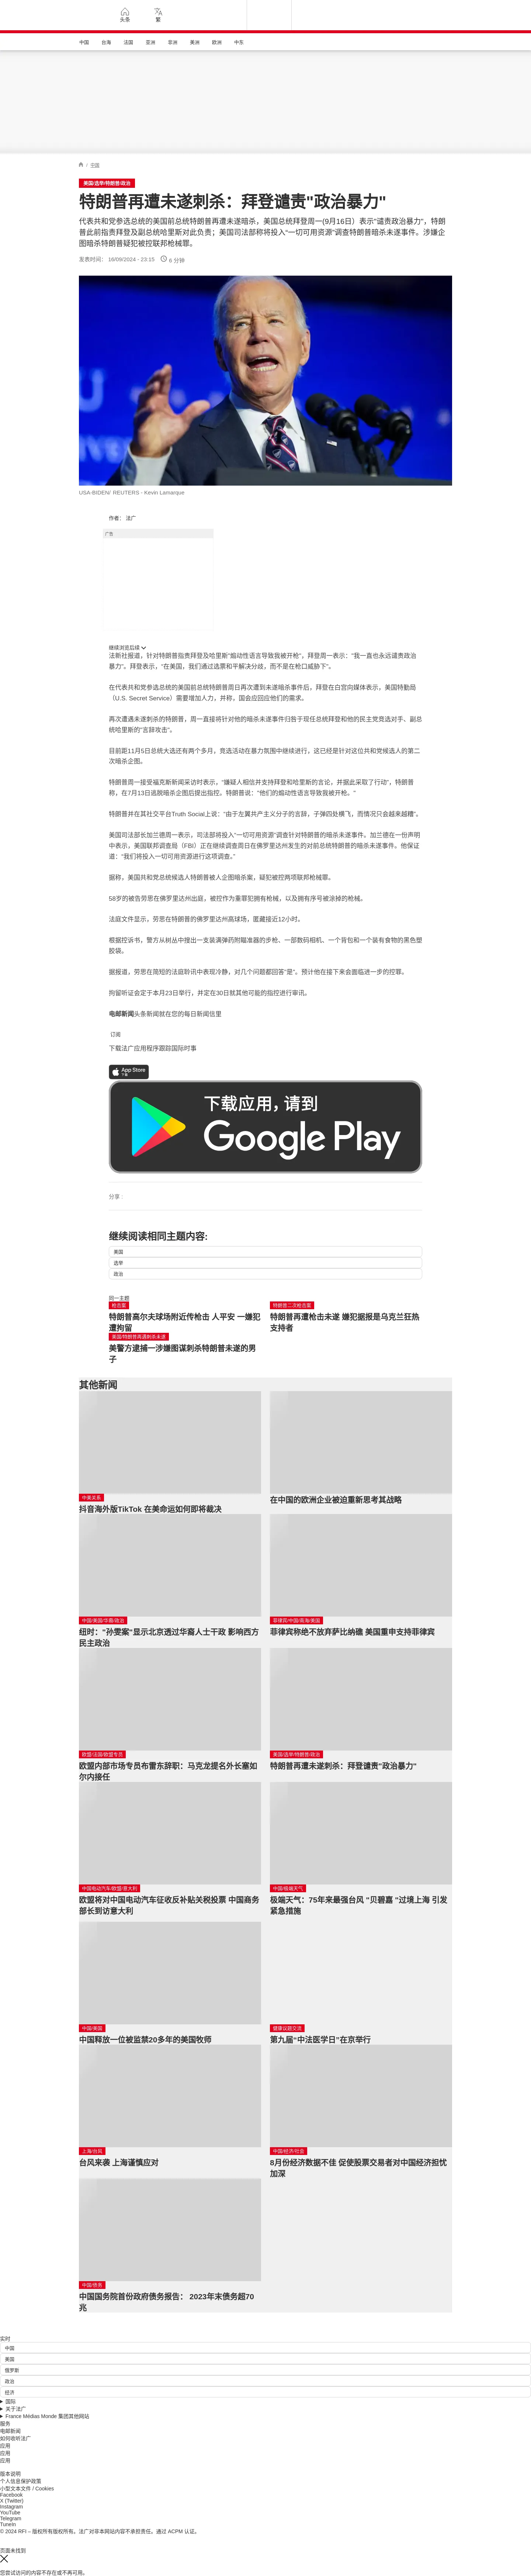 头条
繁
中国
台海
法国
亚洲
非洲
美洲
欧洲
中东
/ 中国
美国/选举/特朗普/政治
特朗普再遭未遂刺杀：拜登谴责"政治暴力"
代表共和党参选总统的美国前总统特朗普再遭未遂暗杀，美国总统拜登周一(9月16日）表示"谴责政治暴力"，特朗
普此前指责拜登及副总统哈里斯对此负责；美国司法部称将投入"一切可用资源"调查特朗普暗杀未遂事件。涉嫌企
图暗杀特朗普疑犯被控联邦枪械罪。
发表时间： 16/09/2024 - 23:15
6 分钟
USA-BIDEN/ REUTERS - Kevin Lamarque
作者： 法广
广告
继续浏览后续
法新社报道，针对特朗普指责拜登及哈里斯"煽动性语言导致我被开枪"，拜登周一表示："我一直也永远谴责政治
暴力"。拜登表示，"在美国，我们通过选票和平解决分歧，而不是在枪口威胁下"。
在代表共和党参选总统的美国前总统特朗普周日再次遭到未遂暗杀事件后，拜登在白宫向媒体表示，美国特勤局
（U.S. Secret Service）需要增加人力，并称，国会应回应他们的需求。
再次遭遇未遂刺杀的特朗普，周一直接将针对他的暗杀未遂事件归咎于现任总统拜登和他的民主党竞选对手、副总
统哈里斯的"言辞攻击"。
目前距11月5日总统大选还有两个多月，竞选活动在暴力氛围中继续进行，这已经是针对这位共和党候选人的第二
次暗杀企图。
特朗普周一接受福克斯新闻采访时表示，"嫌疑人相信并支持拜登和哈里斯的言论，并据此采取了行动"，特朗普
称，在7月13日逃脱暗杀企图后提出指控。特朗普说："他们的煽动性语言导致我被开枪。"
特朗普并在其社交平台Truth Social上说："由于左翼共产主义分子的言辞，子弹四处横飞，而情况只会越来越糟"。
美国司法部长加兰德周一表示，司法部将投入"一切可用资源"调查针对特朗普的暗杀未遂事件。加兰德在一份声明
中表示，美国联邦调查局（FBI）正在继续调查周日在佛罗里达州发生的对前总统特朗普的暗杀未遂事件。他保证
道："我们将投入一切可用资源进行这项调查。"
据称，美国共和党总统候选人特朗普被人企图暗杀案，疑犯被控两项联邦枪械罪。
58岁的被告劳思在佛罗里达州出庭，被控作为重罪犯拥有枪械，以及拥有序号被涂掉的枪械。
法庭文件显示，劳思在特朗普的佛罗里达州高球场，匿藏接近12小时。
根据控诉书，警方从树丛中搜出一支装满弹药附瞄准器的步枪、一部数码相机、一个背包和一个装有食物的黑色塑
胶袋。
据报道，劳思在简短的法庭聆讯中表现冷静，对几个问题都回答"是"。预计他在接下来会面临进一步的控罪。
拘留听证会定于本月23日举行，并定在30日就其他可能的指控进行审讯。
电邮新闻头条新闻就在您的每日新闻信里
订阅
下载法广应用程序跟踪国际时事
App Store
下载
下载应用，请到
Google Play
分享 :
继续阅读相同主题内容:
美国
选举
政治
同一主题
枪击案
特朗普高尔夫球场附近传枪击 人平安 一嫌犯
遭拘留
特朗普二次枪击案
特朗普再遭枪击未遂 嫌犯据报是乌克兰狂热
支持者
美国/特朗普再遇刺杀未遂
美警方逮捕一涉嫌图谋刺杀特朗普未遂的男
子
其他新闻
中美关系
抖音海外版TikTok 在美命运如何即将裁决
在中国的欧洲企业被迫重新思考其战略
中国/美国/华裔/政治
纽时："孙雯案"显示北京透过华裔人士干政 影响西方
民主政治
菲律宾/中国/南海/美国
菲律宾称绝不放弃萨比纳礁 美国重申支持菲律宾
欧盟/法国/欧盟专员
欧盟内部市场专员布雷东辞职：马克龙提名外长塞如
尔内接任
美国/选举/特朗普/政治
特朗普再遭未遂刺杀：拜登谴责"政治暴力"
中国电动汽车/欧盟/意大利
欧盟将对中国电动汽车征收反补贴关税投票 中国商务
部长到访意大利
中国/极端天气
极端天气：75年来最强台风 "贝碧嘉 "过境上海 引发
紧急措施
中国/美国
中国释放一位被监禁20多年的美国牧师
健康议题交流
第九届"中法医学日"在京举行
上海/台风
台风来袭 上海谨慎应对
中国/经济/社会
8月份经济数据不佳 促使股票交易者对中国经济担忧
加深
中国/债务
中国国务院首份政府债务报告： 2023年末债务超70
兆
实时
中国
美国
俄罗斯
政治
经济
国际
关于法广
France Médias Monde 集团其他网站
服务
电邮新闻
如何收听法广
应用
应用
应用
版本说明
个人信息保护政策
小型文本文件 / Cookies
Facebook
X (Twitter)
Instagram
YouTube
Telegram
TuneIn
© 2024 RFI – 版权所有版权所有。法广对非本网站内容不承担责任。通过 ACPM 认证。
页面未找到
您尝试访问的内容不存在或不再可用。